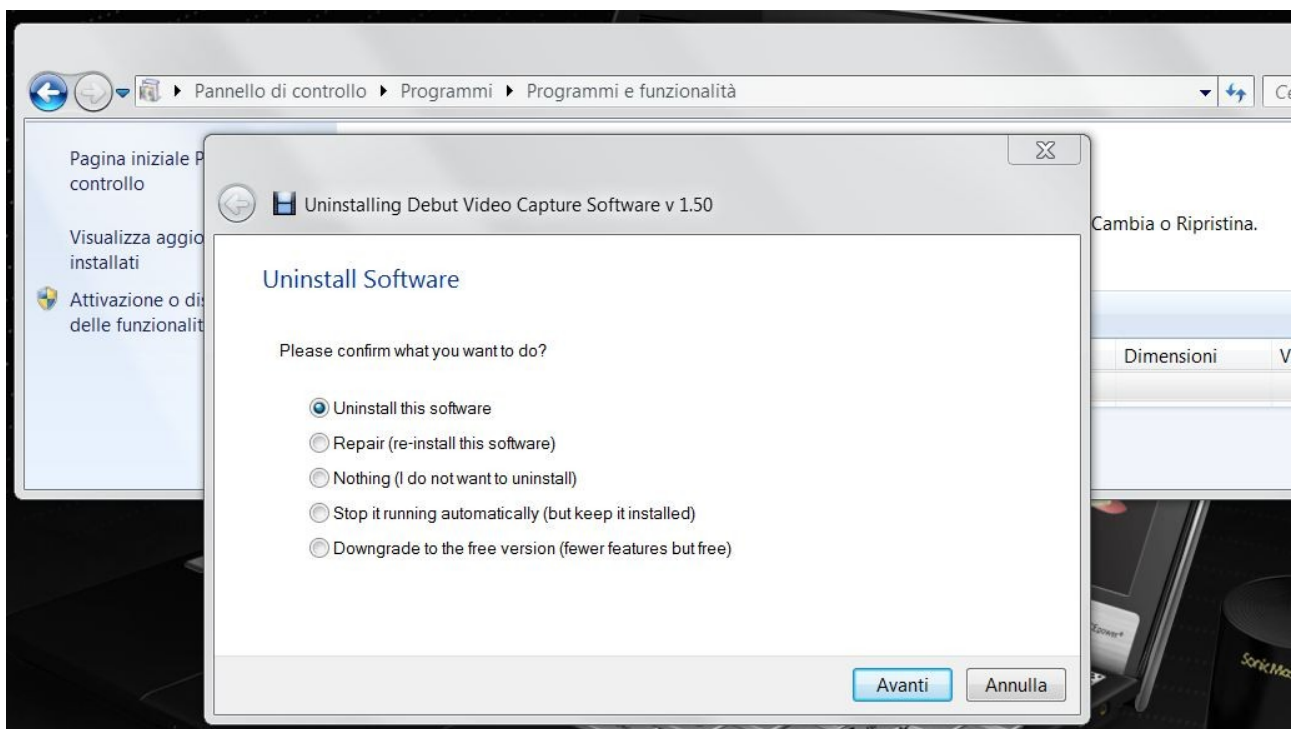 Pannello di controllo
Programmi
Programmi e funzionalità
Pagina iniziale
controllo
Visualizza
installati
Attivazione o
delle
Uninstalling Debut Video Capture Software v 1.50
Cambia o Ripristina.
Uninstall Software
Please confirm what you want to do?
Dimensioni
Uninstall this software
Repair (re-install this software)
Nothing (I do not want to uninstall)
Stop it running automatically (but keep it installed)
Downgrade to the free version (fewer features but free)
Avanti
Annulla